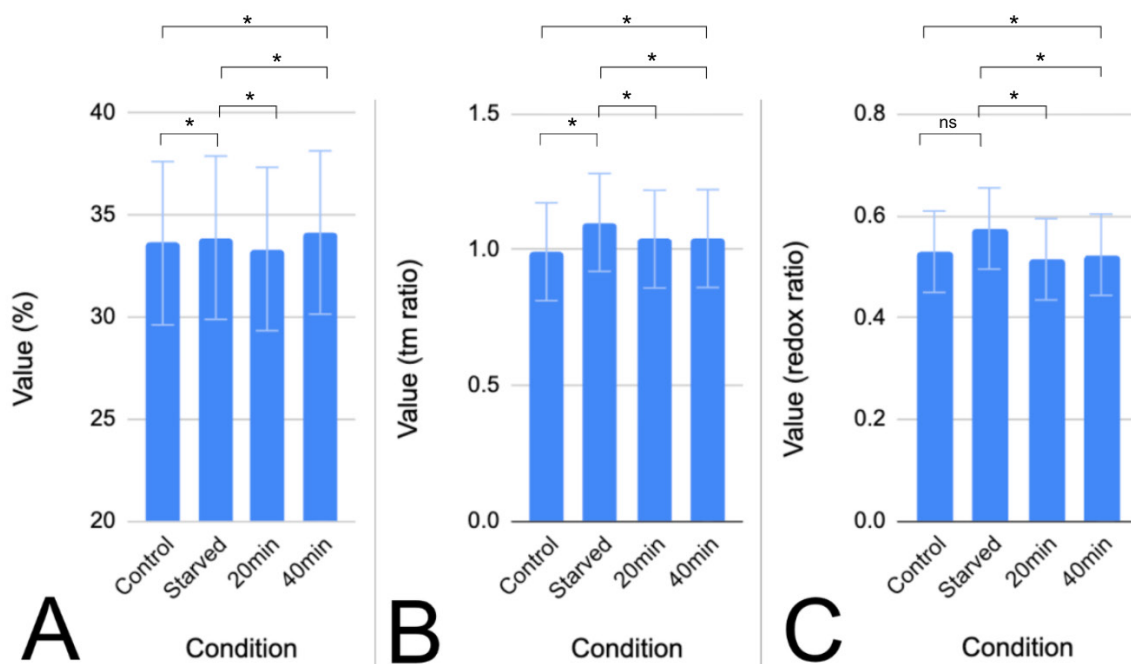 *
*
*
*
40
35
30
25
20
Value (%)
Control
Starved
20min
40min
Condition
A
*
*
*
*
1.5
1.0
0.5
0.0
Value (tm ratio)
Control
Starved
20min
40min
Condition
B
*
*
*
ns
0.8
0.6
0.4
0.2
0.0
Value (redox ratio)
Control
Starved
20min
40min
Condition
C